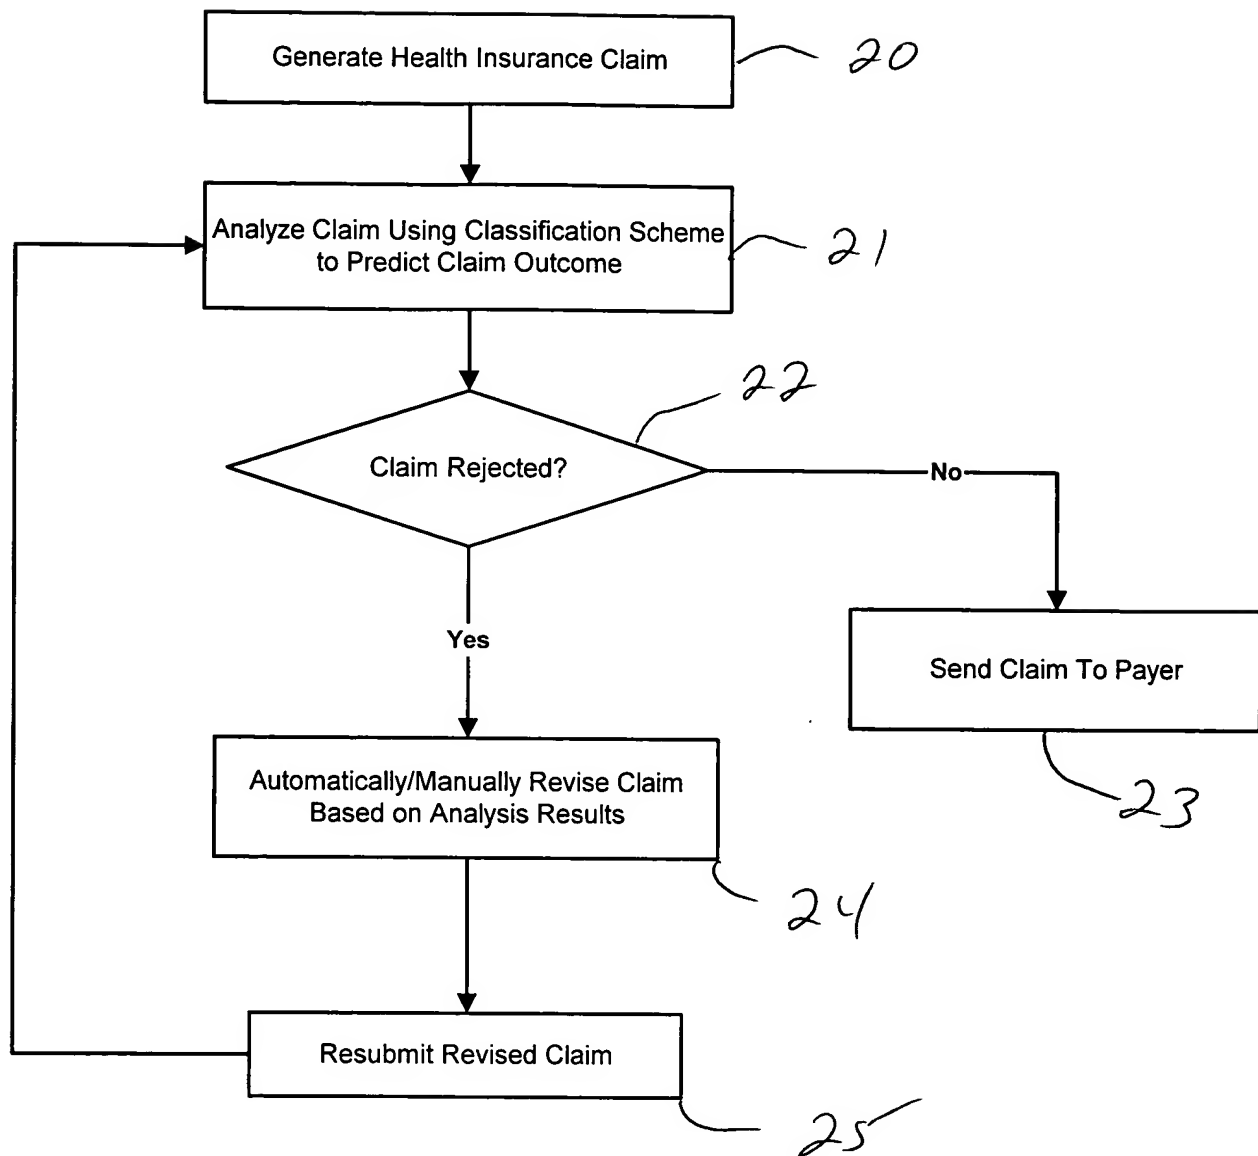 Generate Health Insurance Claim
20
Analyze Claim Using Classification Scheme
to Predict Claim Outcome
21
22
Claim Rejected?
No
Yes
Send Claim To Payer
23
Automatically/Manually Revise Claim
Based on Analysis Results
24
Resubmit Revised Claim
25